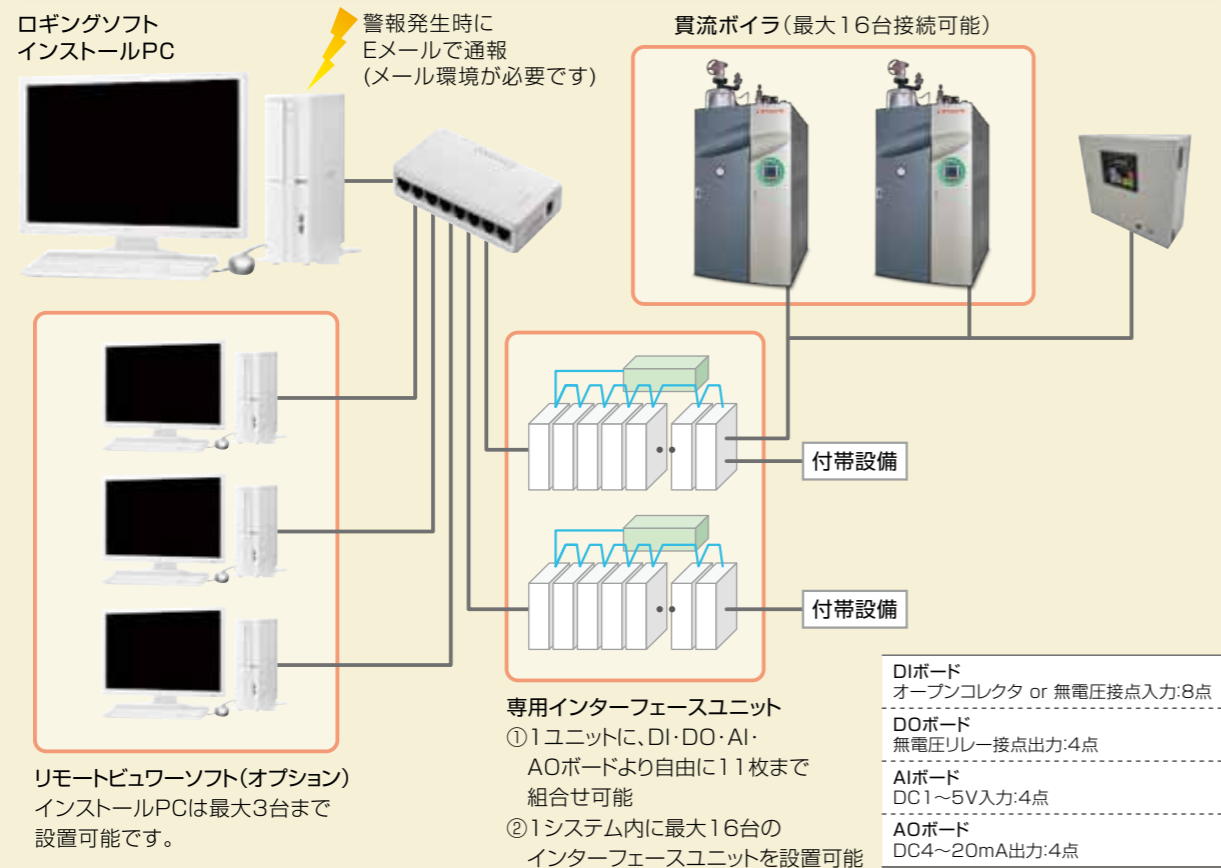 ロギングソフト
インストールPC
警報発生時に
Eメールで通報
(メール環境が必要です)
貫流ボイラ(最大16台接続可能)
付帯設備
付帯設備
専用インターフェースユニット
①1ユニットに、DI・DO・AI・
AOボードより自由に11枚まで
組合せ可能
②1システム内に最大16台の
インターフェースユニットを設置可能
リモートビュワーソフト(オプション)
インストールPCは最大3台まで
設置可能です。
DIボード
オープンコレクタ or 無電圧接点入力:8点
DOボード
無電圧リレー接点出力:4点
AIボード
DC1~5V入力:4点
AOボード
DC4~20mA出力:4点